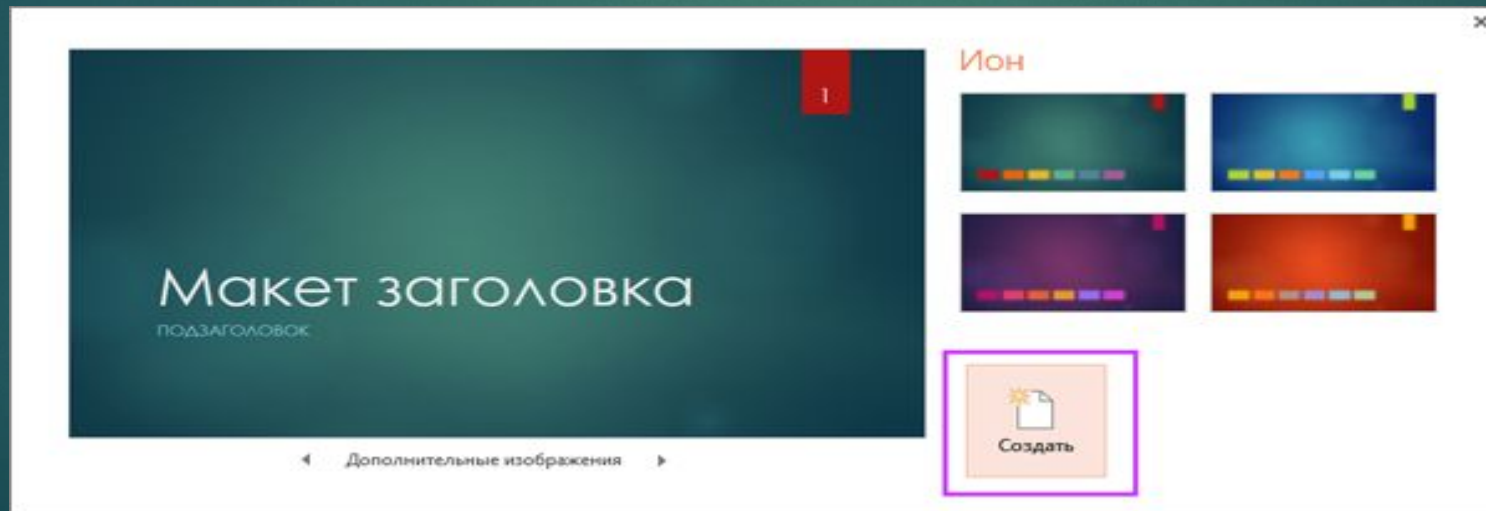 1
Макет заголовка
ПОДЗАГОЛОВОК
Дополнительные изображения
Ион
Создать